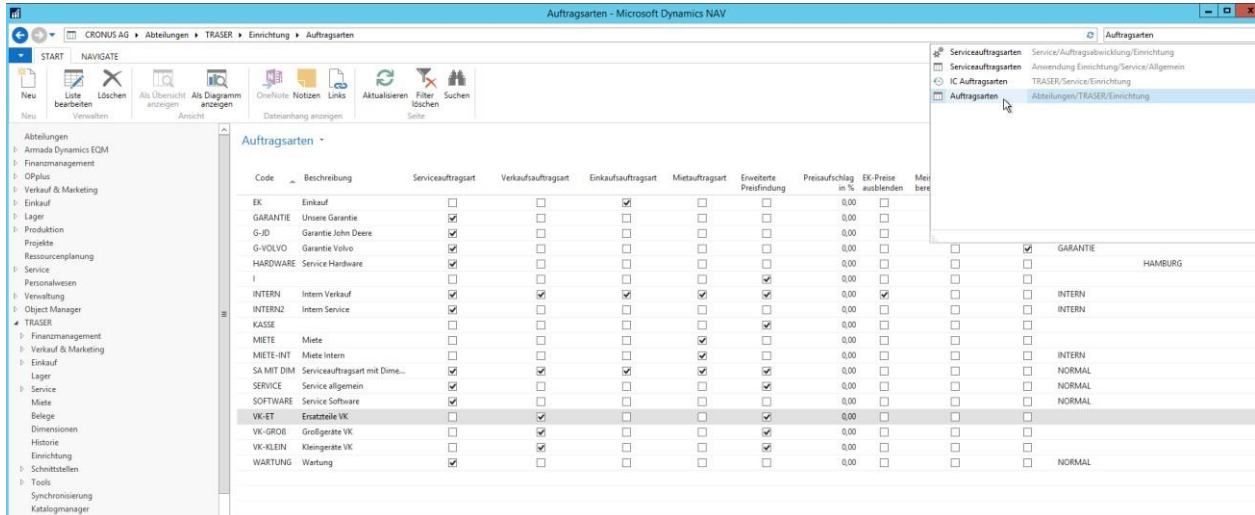 Auftragsarten - Microsoft Dynamics NAV
CRONUS AG ▸ Abteilungen ▸ TRASER ▸ Einrichtung ▸ Auftragsarten
Auftragsarten
START NAVIGATE
Serviceauftragsarten Service/Auftragsabwicklung/Einrichtung
Serviceauftragsarten Anwendung Einrichtung/Service/Allgemein
IC Auftragsarten TRASER/Service/Einrichtung
Auftragsarten Abteilungen/TRASER/Einrichtung
Neu Liste bearbeiten Löschen Als Übersicht anzeigen Als Diagramm anzeigen OneNote Notizen Links Aktualisieren Filter löschen Suchen
Neu Verwalten Ansicht Dateianhang anzeigen Seite
Abteilungen
Armada Dynamics EQM
Finanzmanagement
OPplus
Verkauf & Marketing
Einkauf
Lager
Produktion
Projekte
Ressourcenplanung
Service
Personalwesen
Verwaltung
Object Manager
TRASER
Finanzmanagement
Verkauf & Marketing
Einkauf
Lager
Service
Miete
Belege
Dimensionen
Historie
Einrichtung
Schnittstellen
Tools
Synchronisierung
Katalogmanager
Auftragsarten
Code Beschreibung Serviceauftragsart Verkaufsauftragsart Einkaufsauftragsart Mietauftragsart Erweiterte Preisfindung Preisaufschlag in % EK-Preise ausblenden
EK Einkauf 0,00
GARANTIE Unsere Garantie 0,00
G-JD Garantie John Deere 0,00
G-VOLVO Garantie Volvo 0,00 GARANTIE
HARDWARE Service Hardware 0,00 HAMBURG
I 0,00
INTERN Intern Verkauf 0,00 INTERN
INTERN2 Intern Service 0,00 INTERN
KASSE 0,00
MIETE Miete 0,00
MIETE-INT Miete Intern 0,00 INTERN
SA MIT DIM Serviceauftragsart mit Dime... 0,00 NORMAL
SERVICE Service allgemein 0,00 NORMAL
SOFTWARE Service Software 0,00 NORMAL
VK-ET Ersatzteile VK 0,00
VK-GROß Großgeräte VK 0,00
VK-KLEIN Kleingeräte VK 0,00
WARTUNG Wartung 0,00 NORMAL